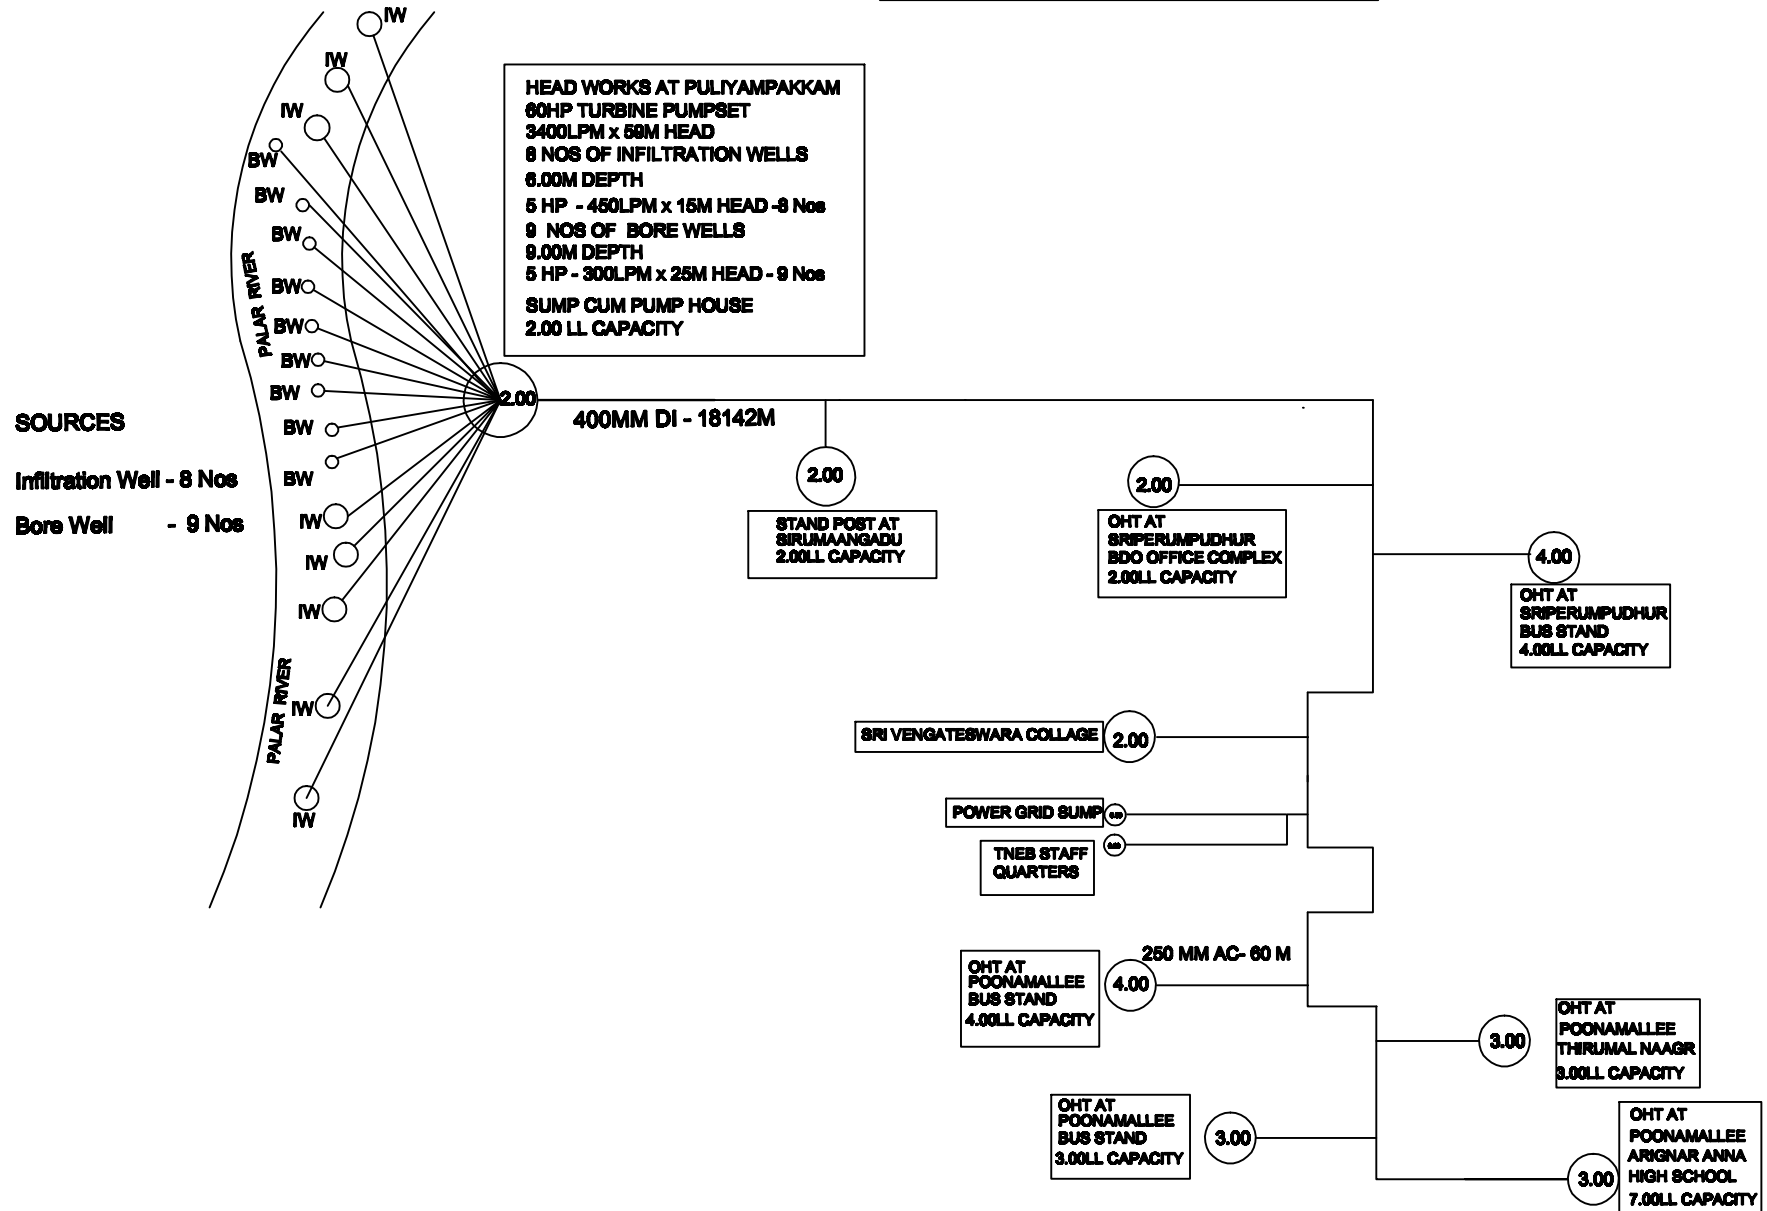 IW
IW
IW
BW
BW
BW
BW
BW
BW
BW
BW
BW
IW
IW
IW
IW
IW
PALAR RIVER
PALAR RIVER
SOURCES
Infiltration Well - 8 Nos
Bore Well - 9 Nos
HEAD WORKS AT PULIYAMPAKKAM
60HP TURBINE PUMPSET
3400LPM x 59M HEAD
8 NOS OF INFILTRATION WELLS
6.00M DEPTH
5 HP - 450LPM x 15M HEAD -8 Nos
9 NOS OF BORE WELLS
9.00M DEPTH
5 HP - 300LPM x 25M HEAD - 9 Nos
SUMP CUM PUMP HOUSE
2.00 LL CAPACITY
2.00
400MM DI - 18142M
2.00
STAND POST AT
SIRUMAANGADU
2.00LL CAPACITY
2.00
OHT AT
SRIPERUMPUDHUR
BDO OFFICE COMPLEX
2.00LL CAPACITY
4.00
OHT AT
SRIPERUMPUDHUR
BUS STAND
4.00LL CAPACITY
SRI VENGATESWARA COLLAGE
2.00
POWER GRID SUMP
TNEB STAFF
QUARTERS
250 MM AC- 60 M
OHT AT
POONAMALLEE
BUS STAND
4.00LL CAPACITY
4.00
3.00
OHT AT
POONAMALLEE
THIRUMAL NAAGR
3.00LL CAPACITY
OHT AT
POONAMALLEE
BUS STAND
3.00LL CAPACITY
3.00
3.00
OHT AT
POONAMALLEE
ARIGNAR ANNA
HIGH SCHOOL
7.00LL CAPACITY